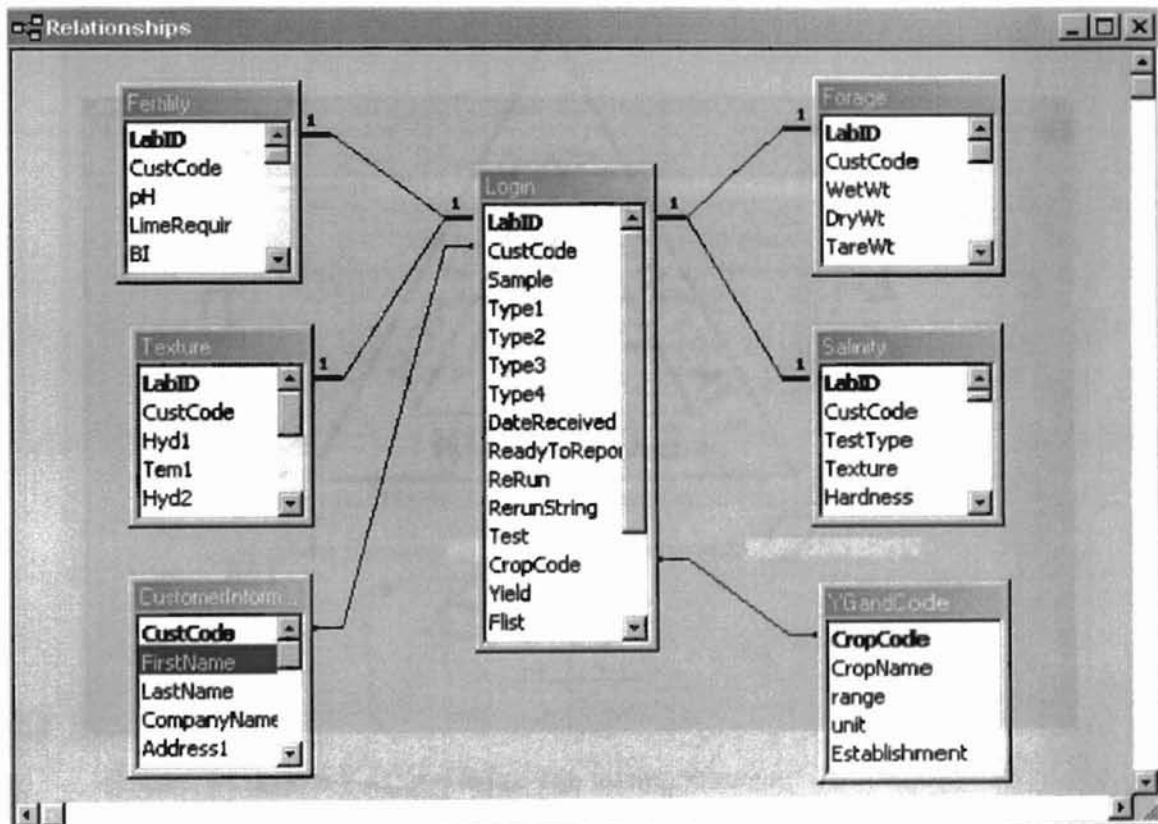 Relationships
Fertility
LabID
CustCode
pH
LimeRequir
BI
1
1
Login
LabID
CustCode
Sample
Type1
Type2
Type3
Type4
DateReceived
ReadyToRepor
ReRun
RerunString
Test
CropCode
Yield
Flist
1
1
Forage
LabID
CustCode
WetWt
DryWt
TareWt
Texture
LabID
CustCode
Hyd1
Tem1
Hyd2
1
1
Salinity
LabID
CustCode
TestType
Texture
Hardness
CustomerInform...
CustCode
FirstName
LastName
CompanyName
Address1
YGandCode
CropCode
CropName
range
unit
Establishment